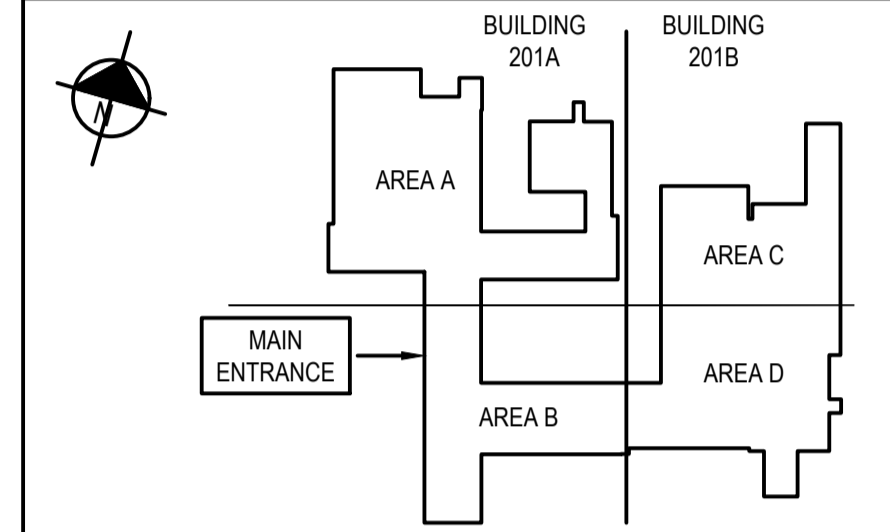 BUILDING
201A
BUILDING
201B
N
AREA A
AREA C
MAIN
ENTRANCE
AREA D
AREA B